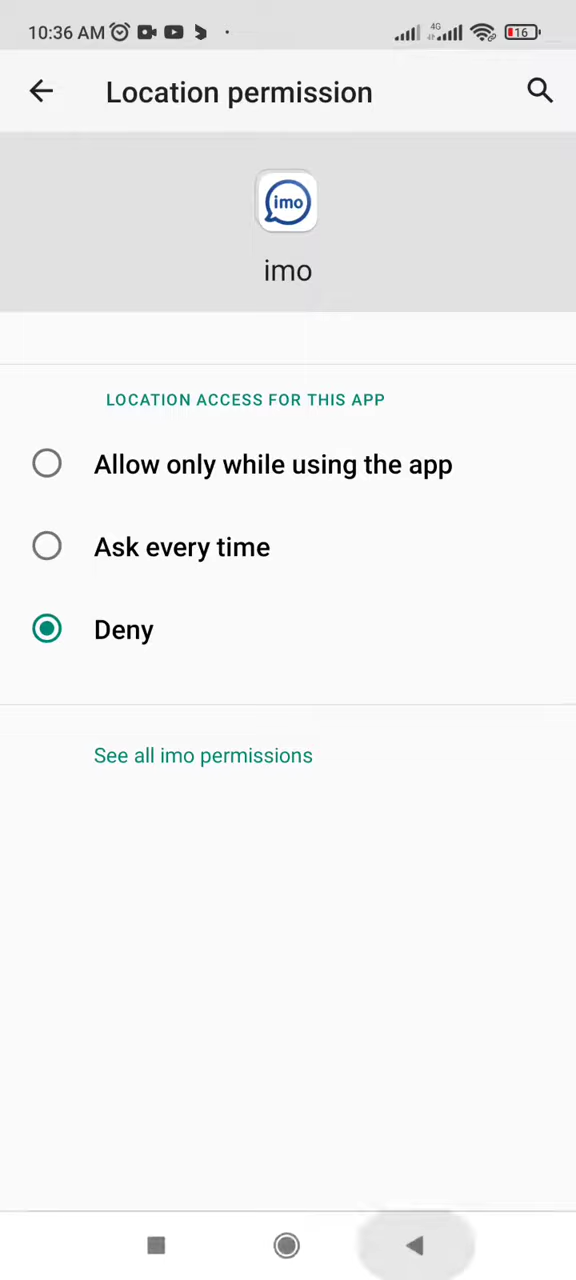 10:36 AM
4G
16
Location permission
imo
imo
LOCATION ACCESS FOR THIS APP
Allow only while using the app
Ask every time
Deny
See all imo permissions